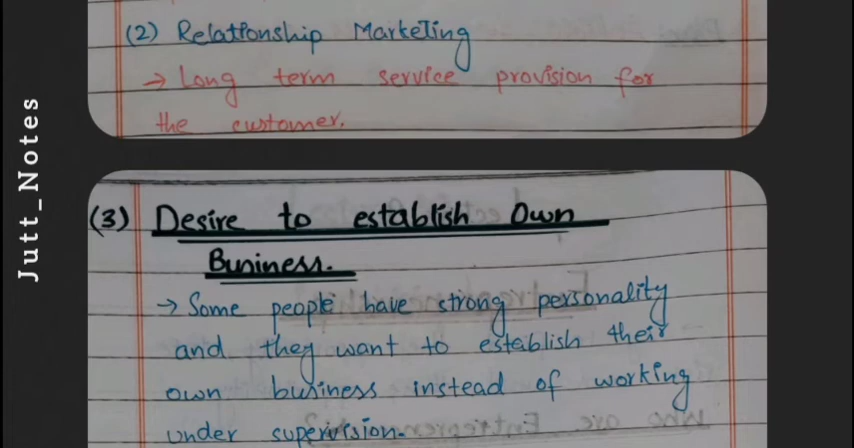 (2) Relationship Marketing
→ Long term service provision for
the customer.
Jutt_Notes
(3) Desire to establish Own
Business.
→ Some people have strong personality
and they want to establish their
own business instead of working
under supervision.